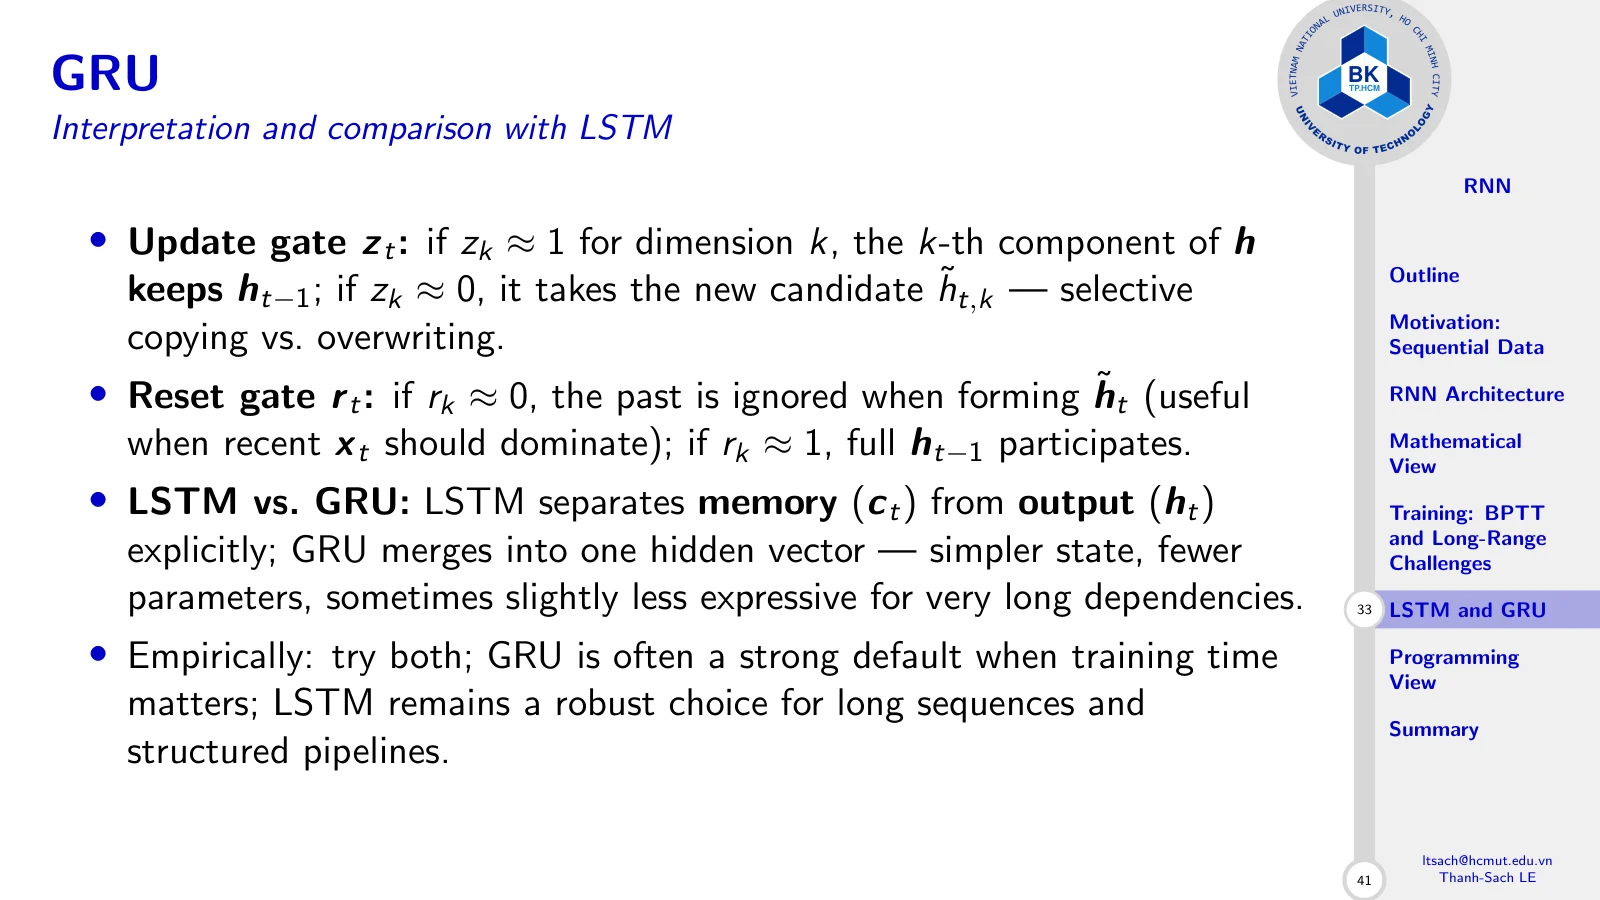 GRU
Interpretation and comparison with LSTM
• Update gate z_t: if z_k ≈ 1 for dimension k, the k-th component of h
keeps h_{t−1}; if z_k ≈ 0, it takes the new candidate h̃_{t,k} — selective
copying vs. overwriting.
• Reset gate r_t: if r_k ≈ 0, the past is ignored when forming h̃_t (useful
when recent x_t should dominate); if r_k ≈ 1, full h_{t−1} participates.
• LSTM vs. GRU: LSTM separates memory (c_t) from output (h_t)
explicitly; GRU merges into one hidden vector — simpler state, fewer
parameters, sometimes slightly less expressive for very long dependencies.
• Empirically: try both; GRU is often a strong default when training time
matters; LSTM remains a robust choice for long sequences and
structured pipelines.
VIETNAM NATIONAL UNIVERSITY, HO CHI MINH CITY
BK
TP.HCM
UNIVERSITY OF TECHNOLOGY
RNN
Outline
Motivation:
Sequential Data
RNN Architecture
Mathematical
View
Training: BPTT
and Long-Range
Challenges
33
LSTM and GRU
Programming
View
Summary
ltsach@hcmut.edu.vn
Thanh-Sach LE
41